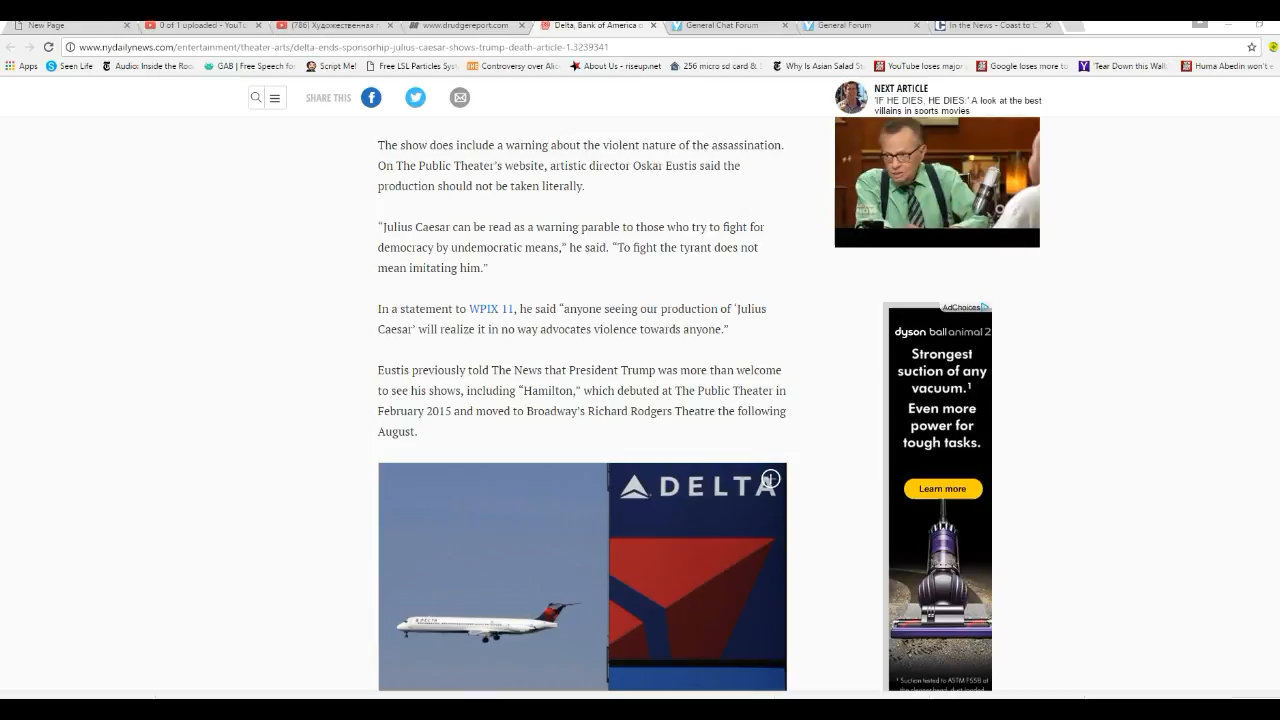 New Page
0 of 1 uploaded - YouTu
(786) Художественная г
www.drudgereport.com
Delta, Bank of America c
General Chat Forum
General Forum
In the News - Coast to C
www.nydailynews.com/entertainment/theater-arts/delta-ends-sponsorhip-julius-caesar-shows-trump-death-article-1.3239341
Apps
Seen Life
Audio: Inside the Roo
GAB | Free Speech fo
Script Me!
Free LSL Particles Syst
Controversy over Alic
About Us - riseup.net
256 micro sd card &
Why Is Asian Salad St
YouTube loses major
Google loses more to
'Tear Down this Wall
Huma Abedin won't e
SHARE THIS
NEXT ARTICLE
'IF HE DIES, HE DIES:' A look at the best
villains in sports movies
The show does include a warning about the violent nature of the assassination.
On The Public Theater's website, artistic director Oskar Eustis said the
production should not be taken literally.
“Julius Caesar can be read as a warning parable to those who try to fight for
democracy by undemocratic means,” he said. “To fight the tyrant does not
mean imitating him.”
In a statement to WPIX 11, he said “anyone seeing our production of ‘Julius
Caesar’ will realize it in no way advocates violence towards anyone.”
Eustis previously told The News that President Trump was more than welcome
to see his shows, including “Hamilton,” which debuted at The Public Theater in
February 2015 and moved to Broadway’s Richard Rodgers Theatre the following
August.
DELTA
DELTA
AdChoices
dyson ball animal 2
Strongest
suction of any
vacuum.¹
Even more
power for
tough tasks.
Learn more
¹ Suction tested to ASTM F558 at